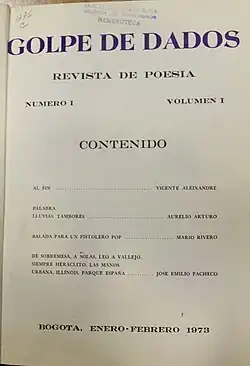 HEMEROTECA
GOLPE DE DADOS
REVISTA DE POESIA
NUMERO I VOLUMEN I
CONTENIDO
AL FIN .............................. VICENTE ALEIXANDRE
PALABRA
LLUVIAS, TAMBORES ..................... AURELIO ARTURO
BALADA PARA UN PISTOLERO POP .......... MARIO RIVERO
DE SOBREMESA, A SOLAS, LEO A VALLEJO.
SIEMPRE HERACLITO, LAS MANOS
URBANA, ILLINOIS, PARQUE ESPAÑA ........ JOSE EMILIO PACHECO
BOGOTA, ENERO-FEBRERO 1973